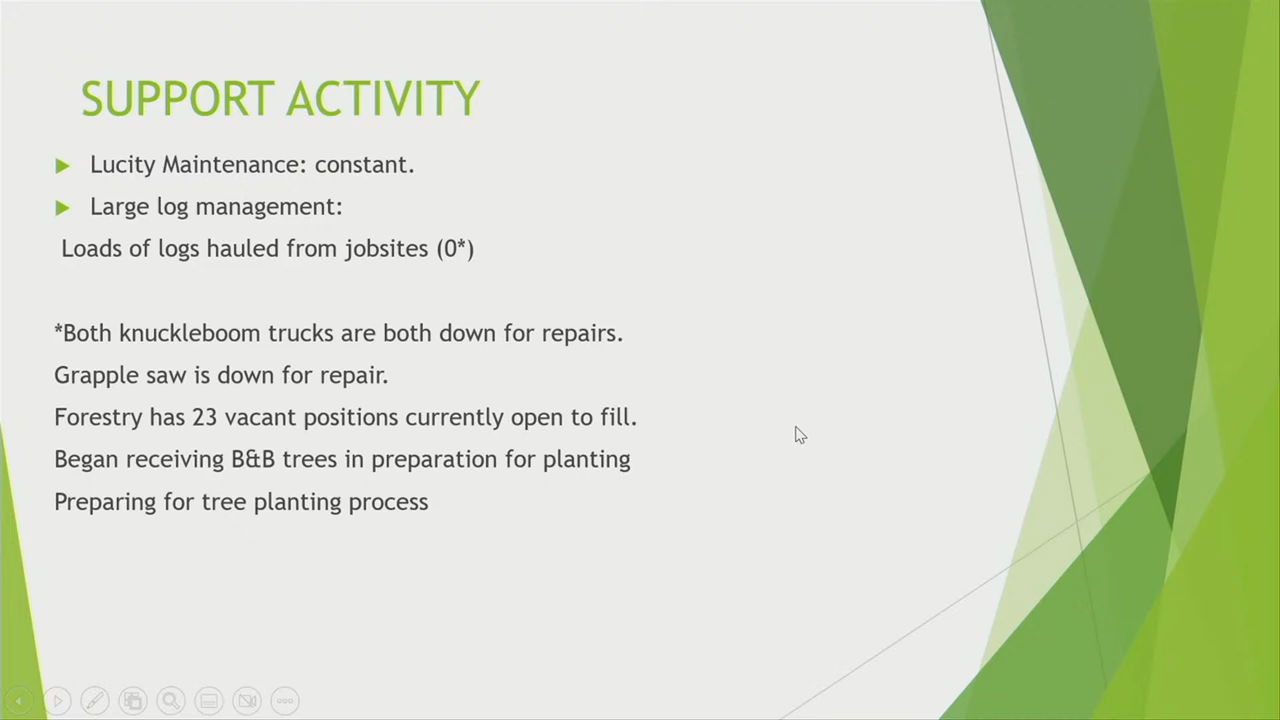 SUPPORT ACTIVITY
Lucity Maintenance: constant.
Large log management:
Loads of logs hauled from jobsites (0*)
*Both knuckleboom trucks are both down for repairs.
Grapple saw is down for repair.
Forestry has 23 vacant positions currently open to fill.
Began receiving B&B trees in preparation for planting
Preparing for tree planting process